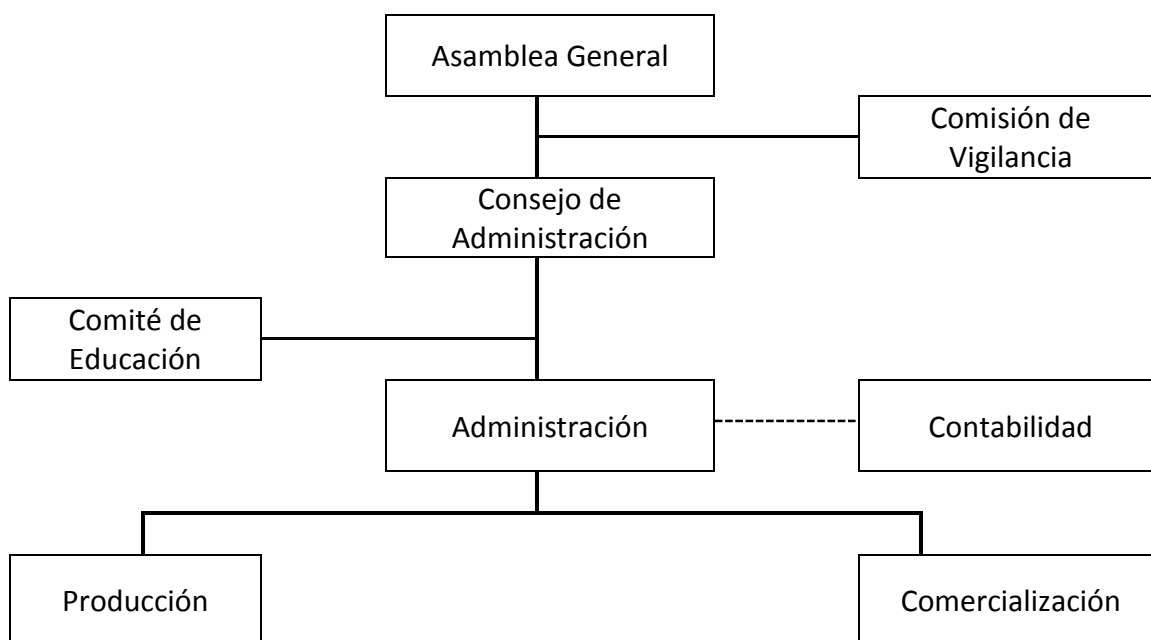 Asamblea General
Comisión de
Vigilancia
Consejo de
Administración
Comité de
Educación
Administración
Contabilidad
Producción
Comercialización